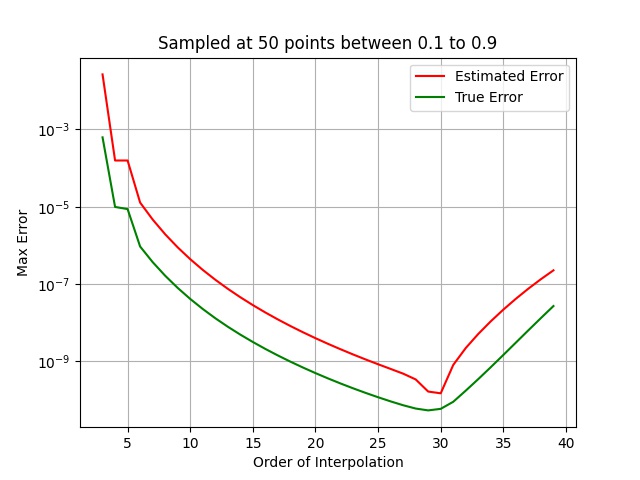 Sampled at 50 points between 0.1 to 0.9
Estimated Error
True Error
Max Error
10⁻³
10⁻⁵
10⁻⁷
10⁻⁹
5 10 15 20 25 30 35 40
Order of Interpolation